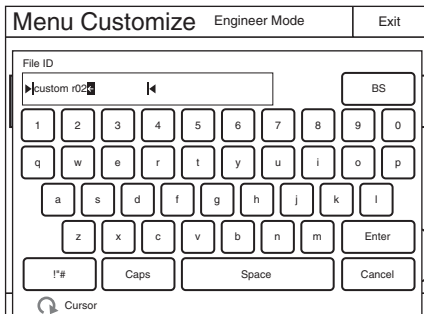 Menu Customize Engineer Mode Exit
File ID
custom r02
BS
1 2 3 4 5 6 7 8 9 0
q w e r t y u i o p
a s d f g h j k l
z x c v b n m Enter
!"# Caps Space Cancel
Cursor